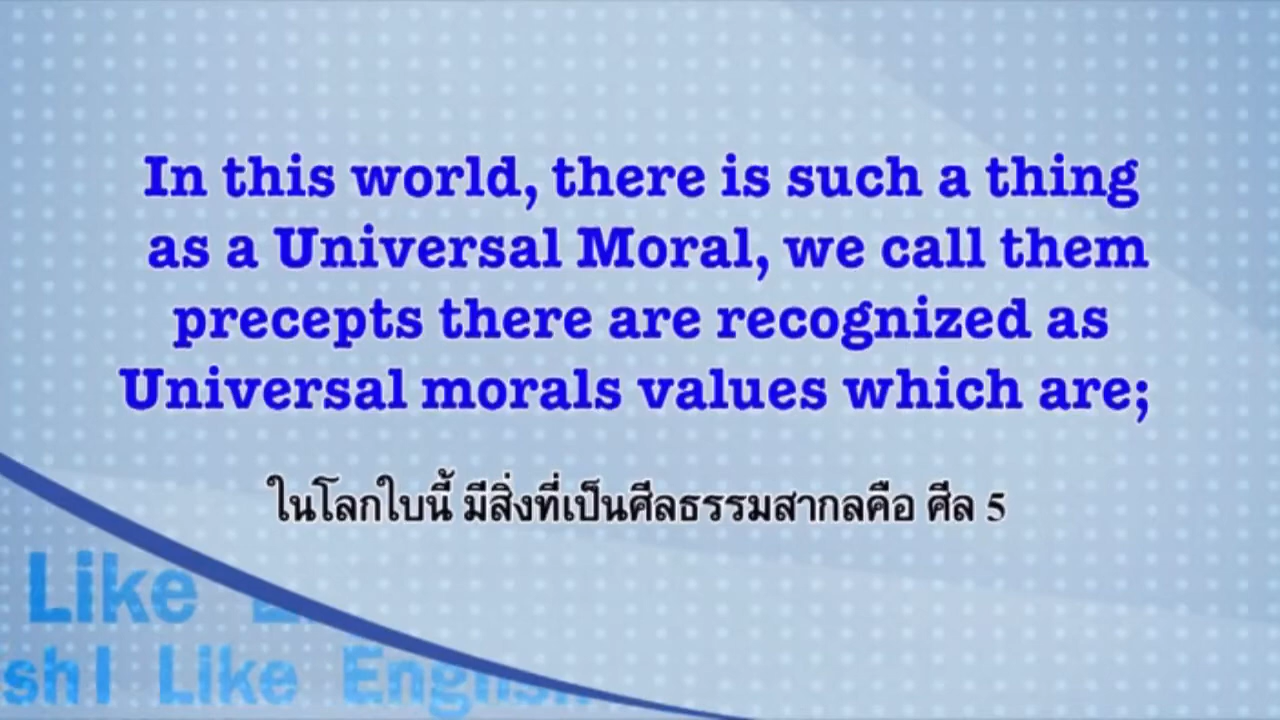 In this world, there is such a thing
as a Universal Moral, we call them
precepts there are recognized as
Universal morals values which are;
ในโลกใบนี้ มีสิ่งที่เป็นศีลธรรมสากลคือ ศีล 5
Like
shI Like English